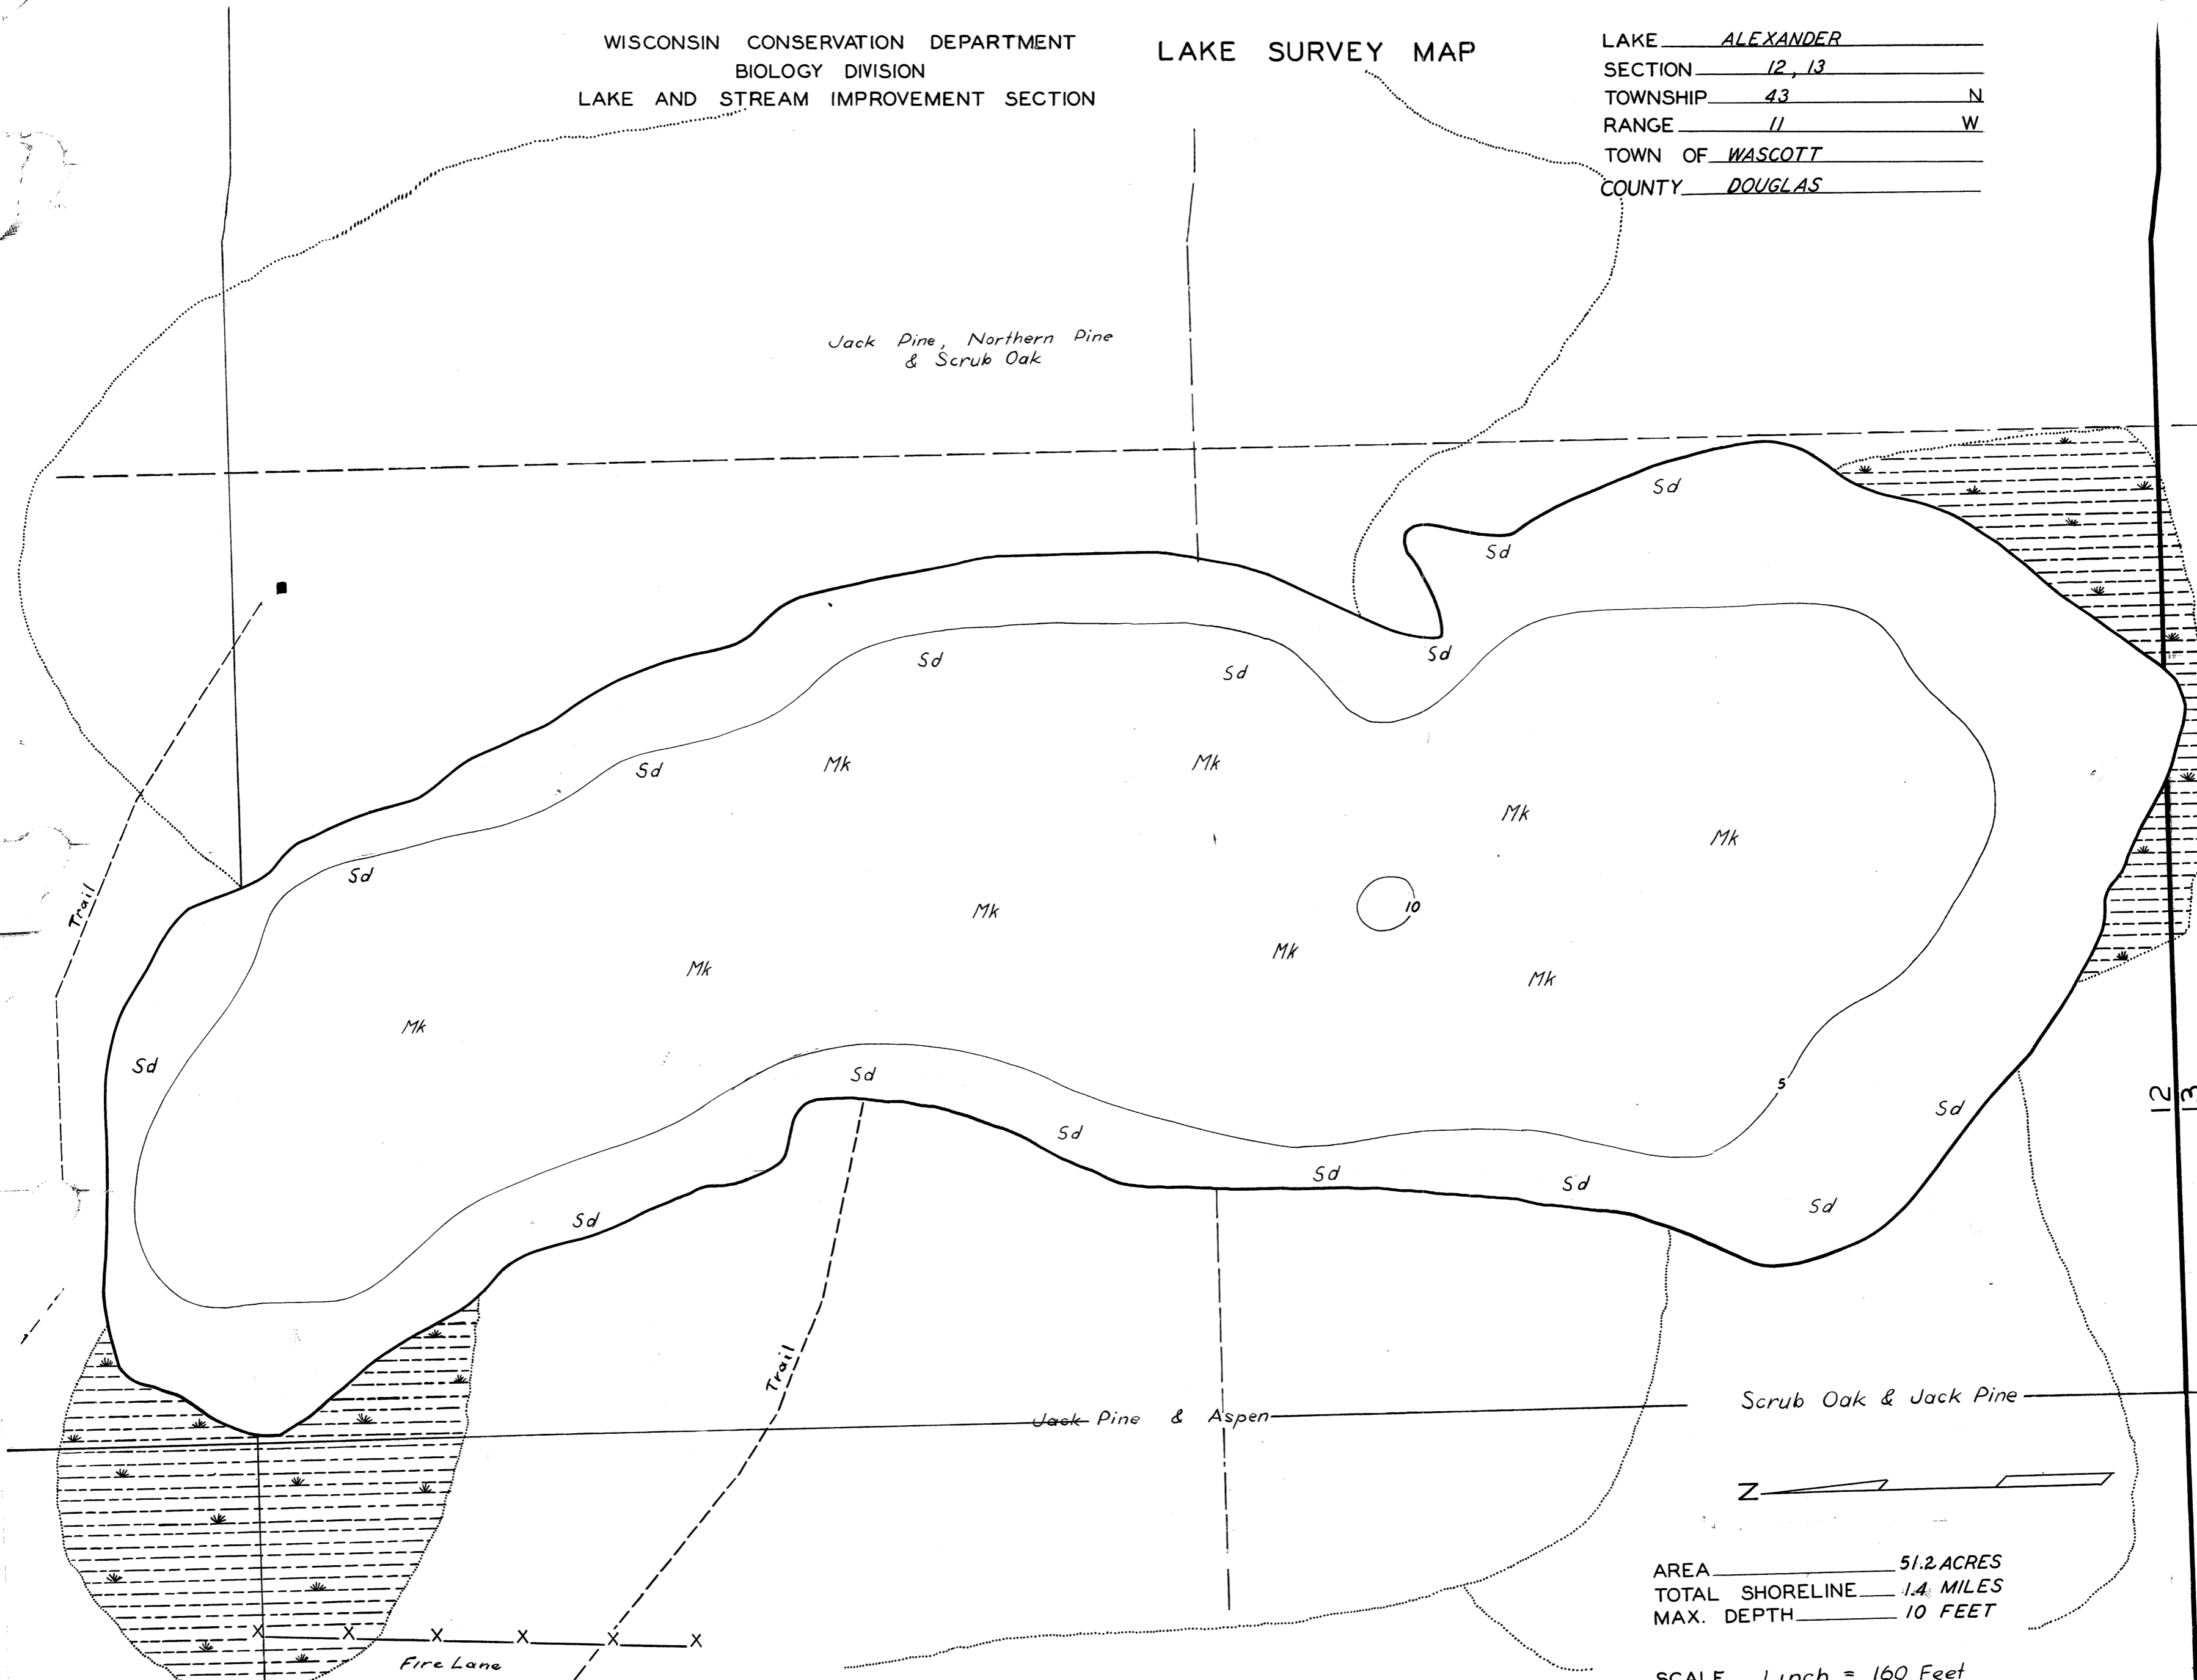 WISCONSIN CONSERVATION DEPARTMENT
BIOLOGY DIVISION
LAKE AND STREAM IMPROVEMENT SECTION
LAKE SURVEY MAP
LAKE ALEXANDER
SECTION 12, 13
TOWNSHIP 43 N
RANGE 11 W
TOWN OF WASCOTT
COUNTY DOUGLAS
Jack Pine, Northern Pine
& Scrub Oak
Sd
Sd
Sd
Sd
Sd
Sd
Mk
Mk
Mk
Mk
Sd
Trail
10
Mk
Mk
Mk
Mk
Mk
Sd
Sd
5
Sd
12
13
Sd
Sd
Sd
Sd
Sd
Trail
Jack Pine & Aspen
Scrub Oak & Jack Pine
N
AREA 51.2 ACRES
TOTAL SHORELINE 1.4 MILES
MAX. DEPTH 10 FEET
X X X X X X
Fire Lane
SCALE 1 inch = 160 Feet